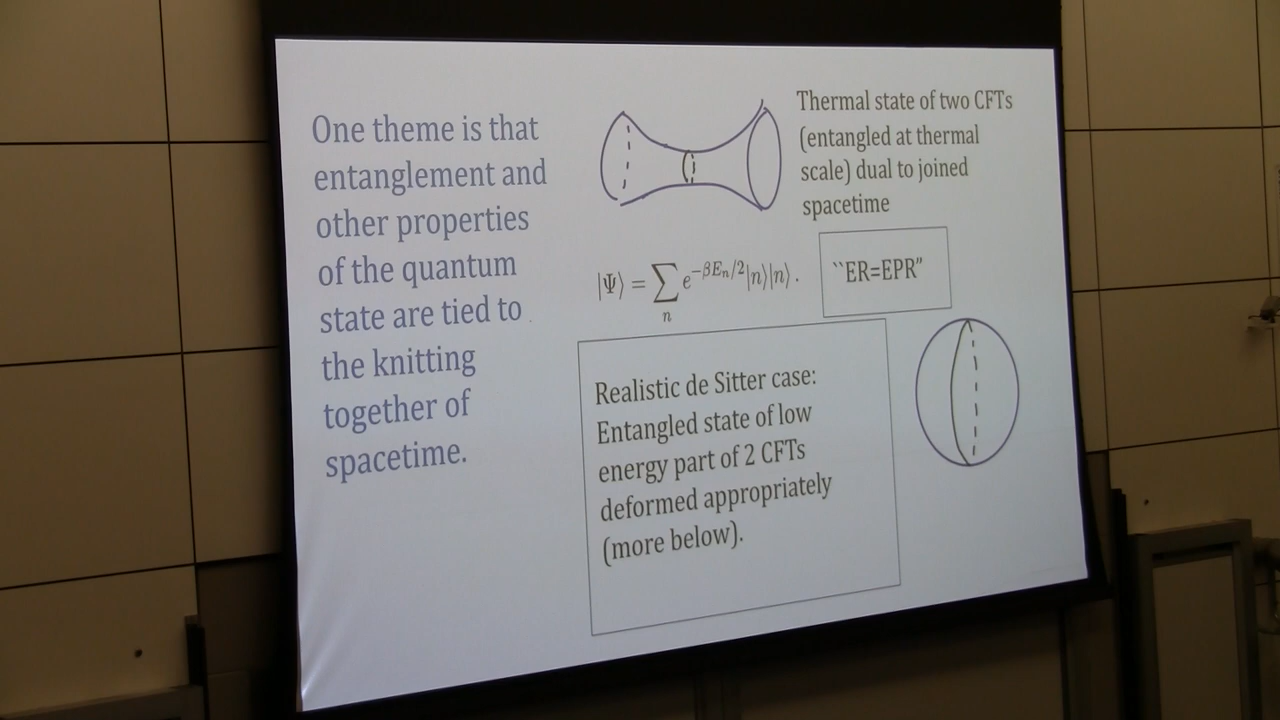 One theme is that
entanglement and
other properties
of the quantum
state are tied to
the knitting
together of
spacetime.
Thermal state of two CFTs
(entangled at thermal
scale) dual to joined
spacetime
|Ψ⟩ = ∑ₙ e^{−βEₙ/2}|n⟩|n⟩.
``ER=EPR”
Realistic de Sitter case:
Entangled state of low
energy part of 2 CFTs
deformed appropriately
(more below).